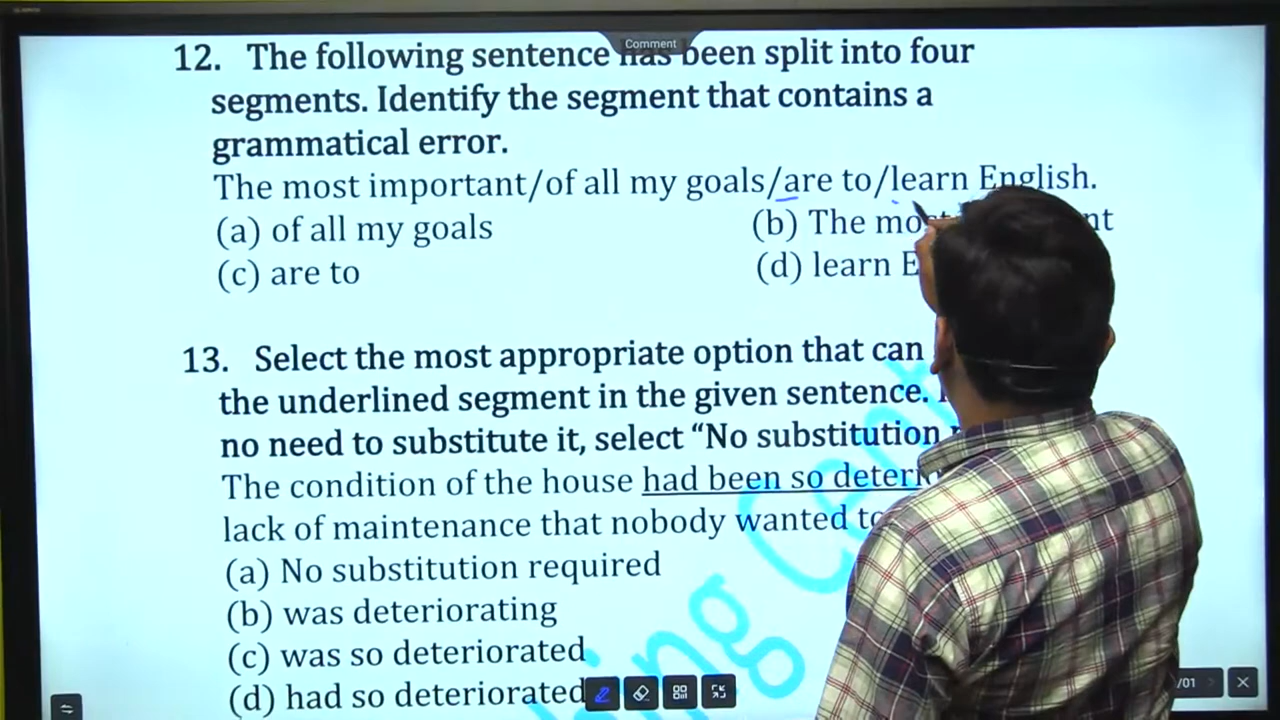 Comment
12. The following sentence has been split into four
segments. Identify the segment that contains a
grammatical error.
The most important/of all my goals/are to/learn English.
(a) of all my goals (b) The most
(c) are to (d) learn
13. Select the most appropriate option that can
the underlined segment in the given sentence.
no need to substitute it, select “No substitution
The condition of the house had been so
lack of maintenance that nobody wanted to
(a) No substitution required
(b) was deteriorating
(c) was so deteriorated
(d) had so deteriorated
/01